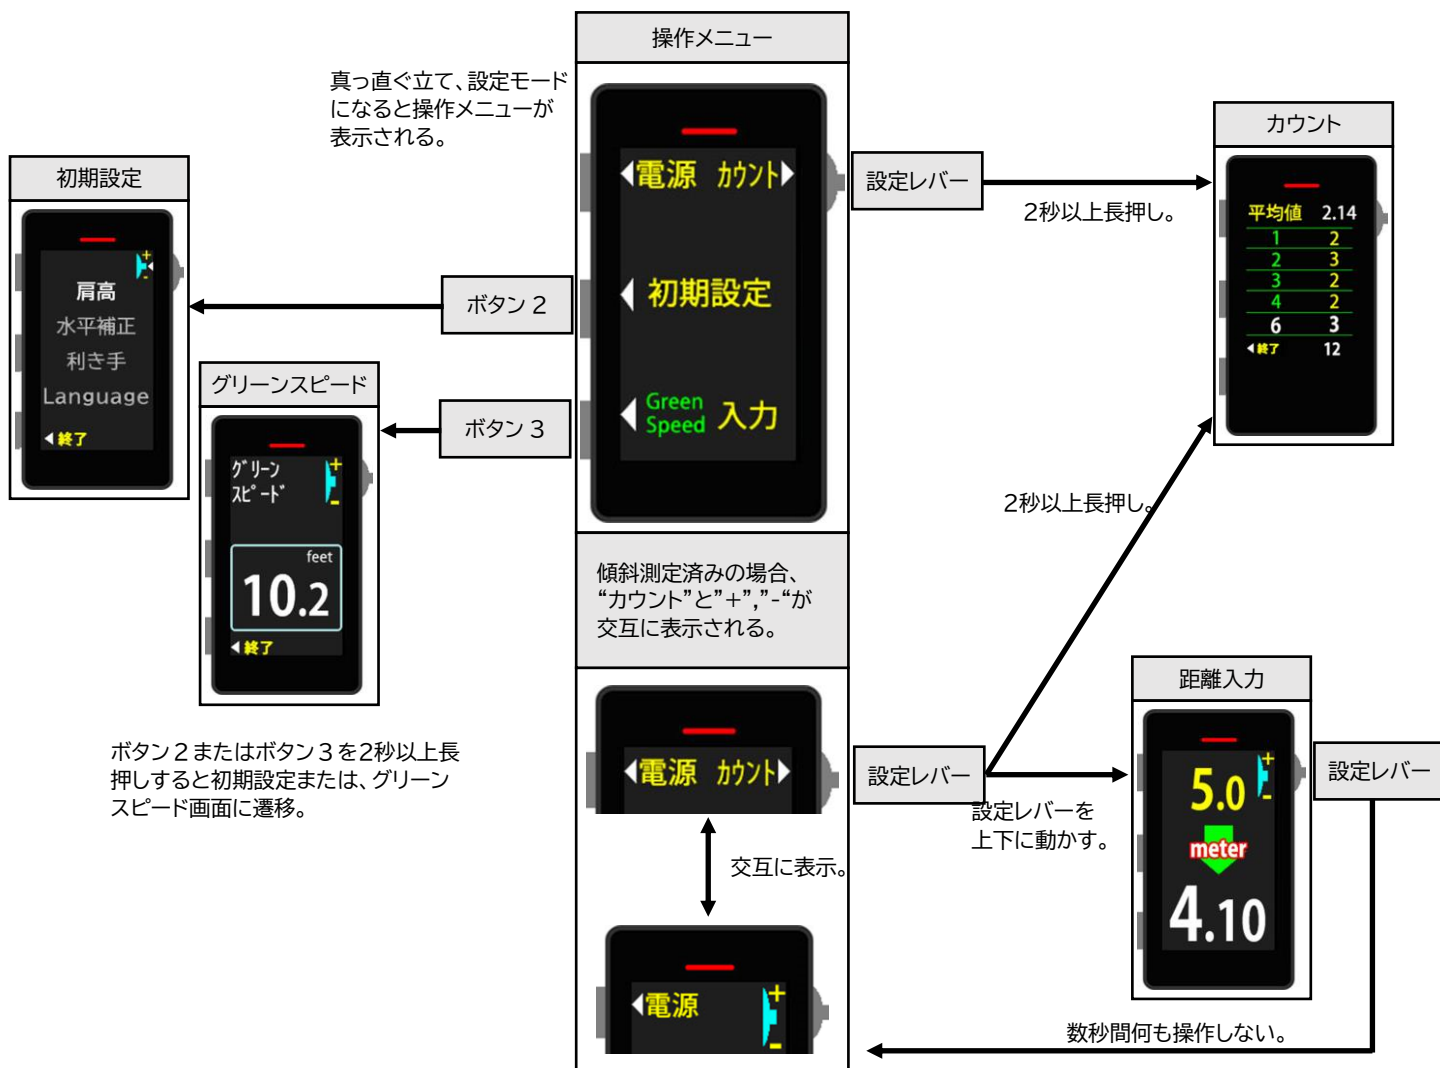 操作メニュー
真っ直ぐ立て、設定モード
になると操作メニューが
表示される。
電源 カウント
初期設定
Green
Speed 入力
設定レバー
2秒以上長押し。
カウント
平均値 2.14
1 2
2 3
3 2
4 2
6 3
終了 12
初期設定
+
-
肩高
水平補正
利き手
Language
終了
ボタン 2
グリーンスピード
グリーン
スピード
+
-
feet
10.2
終了
ボタン 3
ボタン 2 またはボタン 3 を2秒以上長
押しすると初期設定または、グリーン
スピード画面に遷移。
傾斜測定済みの場合、
“カウント”と”+”,”-“が
交互に表示される。
電源 カウント
交互に表示。
電源
+
-
設定レバー
2秒以上長押し。
設定レバーを
上下に動かす。
距離入力
5.0
+
-
meter
4.10
設定レバー
数秒間何も操作しない。